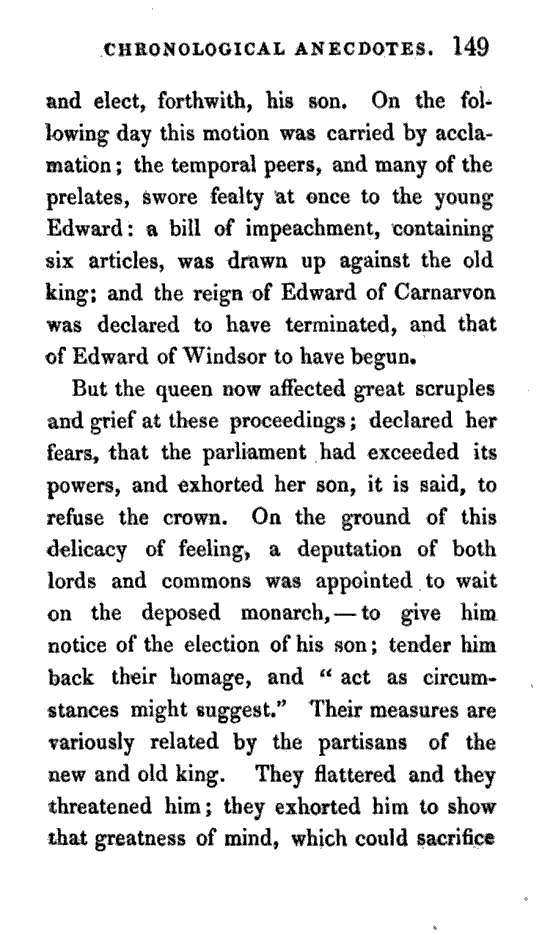 CHRONOLOGICAL ANECDOTES. 149
and elect, forthwith, his son. On the fol-
lowing day this motion was carried by accla-
mation; the temporal peers, and many of the
prelates, swore fealty at once to the young
Edward: a bill of impeachment, containing
six articles, was drawn up against the old
king; and the reign of Edward of Carnarvon
was declared to have terminated, and that
of Edward of Windsor to have begun.
But the queen now affected great scruples
and grief at these proceedings; declared her
fears, that the parliament had exceeded its
powers, and exhorted her son, it is said, to
refuse the crown. On the ground of this
delicacy of feeling, a deputation of both
lords and commons was appointed to wait
on the deposed monarch,—to give him
notice of the election of his son; tender him
back their homage, and “ act as circum-
stances might suggest.” Their measures are
variously related by the partisans of the
new and old king. They flattered and they
threatened him; they exhorted him to show
that greatness of mind, which could sacrifice